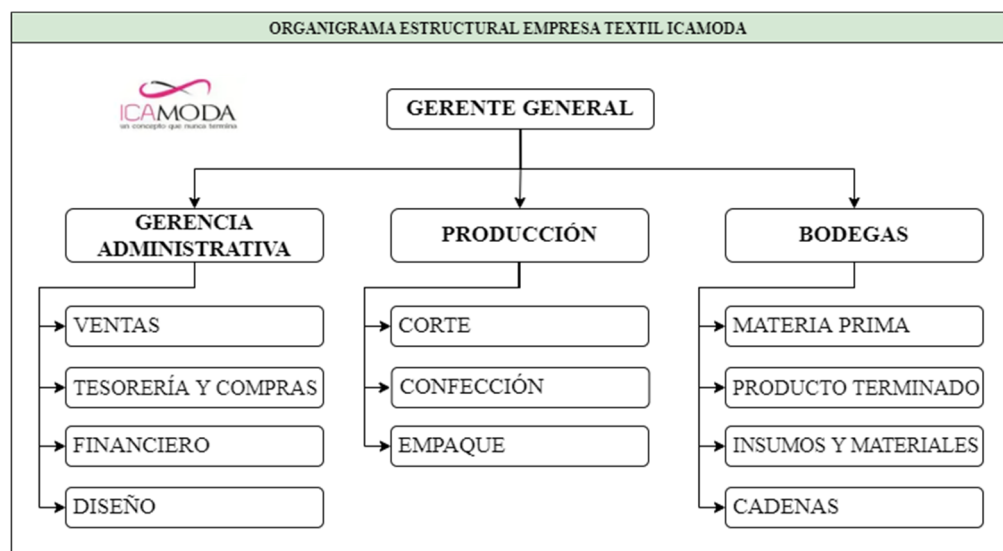 ORGANIGRAMA ESTRUCTURAL EMPRESA TEXTIL ICAMODA
ICAMODA
un concepto que nunca termina
GERENTE GENERAL
GERENCIA
ADMINISTRATIVA
VENTAS
TESORERÍA Y COMPRAS
FINANCIERO
DISEÑO
PRODUCCIÓN
CORTE
CONFECCIÓN
EMPAQUE
BODEGAS
MATERIA PRIMA
PRODUCTO TERMINADO
INSUMOS Y MATERIALES
CADENAS